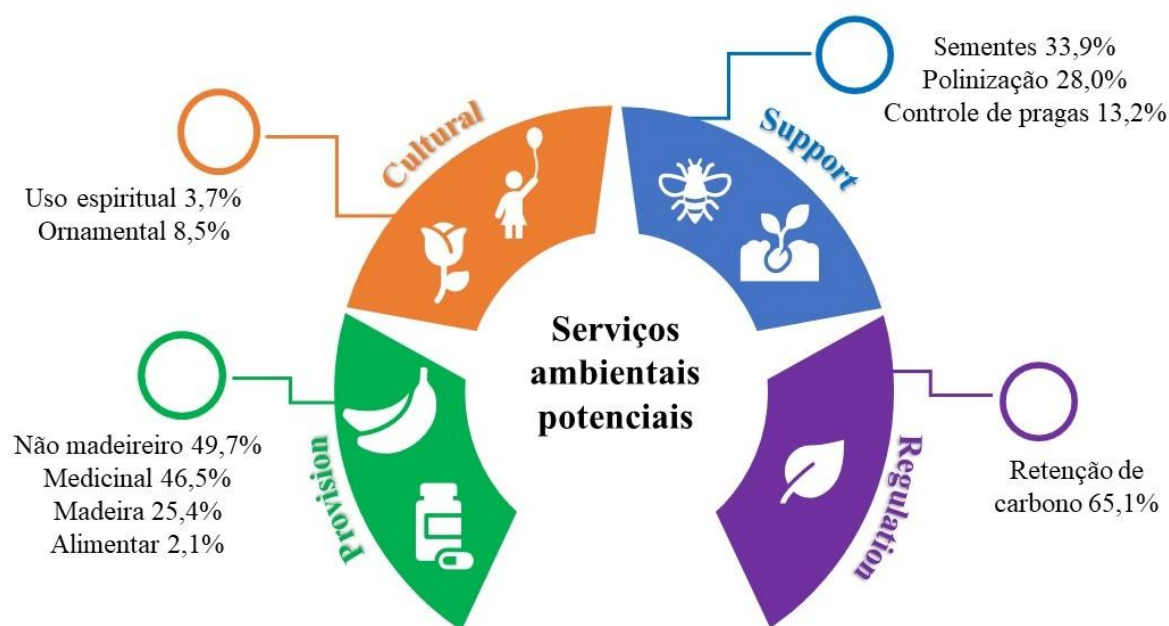 Sementes 33,9%
Polinização 28,0%
Controle de pragas 13,2%
Support
Cultural
Uso espiritual 3,7%
Ornamental 8,5%
Serviços
ambientais
potenciais
Não madeireiro 49,7%
Medicinal 46,5%
Madeira 25,4%
Alimentar 2,1%
Provision
Regulation
Retenção de
carbono 65,1%